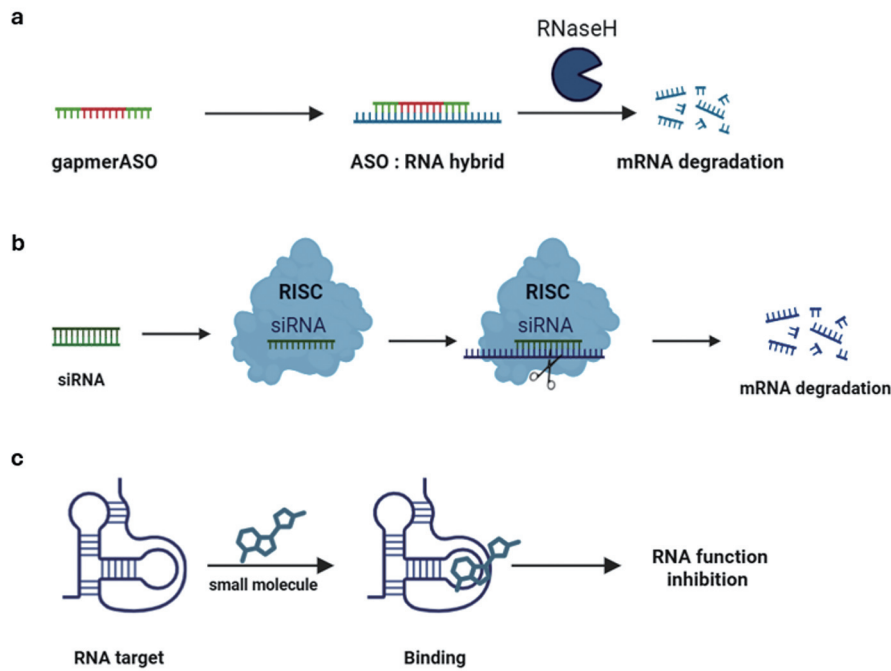 a
RNaseH
gapmerASO
ASO : RNA hybrid
mRNA degradation
b
RISC
siRNA
RISC
siRNA
siRNA
mRNA degradation
c
small molecule
RNA function
inhibition
RNA target
Binding